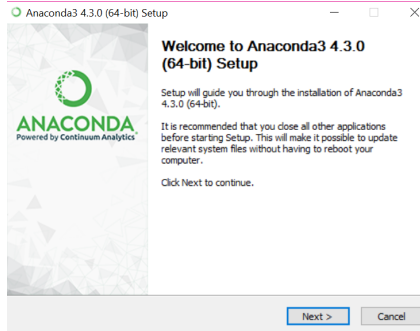 Anaconda3 4.3.0 (64-bit) Setup
Welcome to Anaconda3 4.3.0
(64-bit) Setup
Setup will guide you through the installation of Anaconda3
4.3.0 (64-bit).
It is recommended that you close all other applications
before starting Setup. This will make it possible to update
relevant system files without having to reboot your
computer.
Click Next to continue.
ANACONDA
Powered by Continuum Analytics
Next >
Cancel